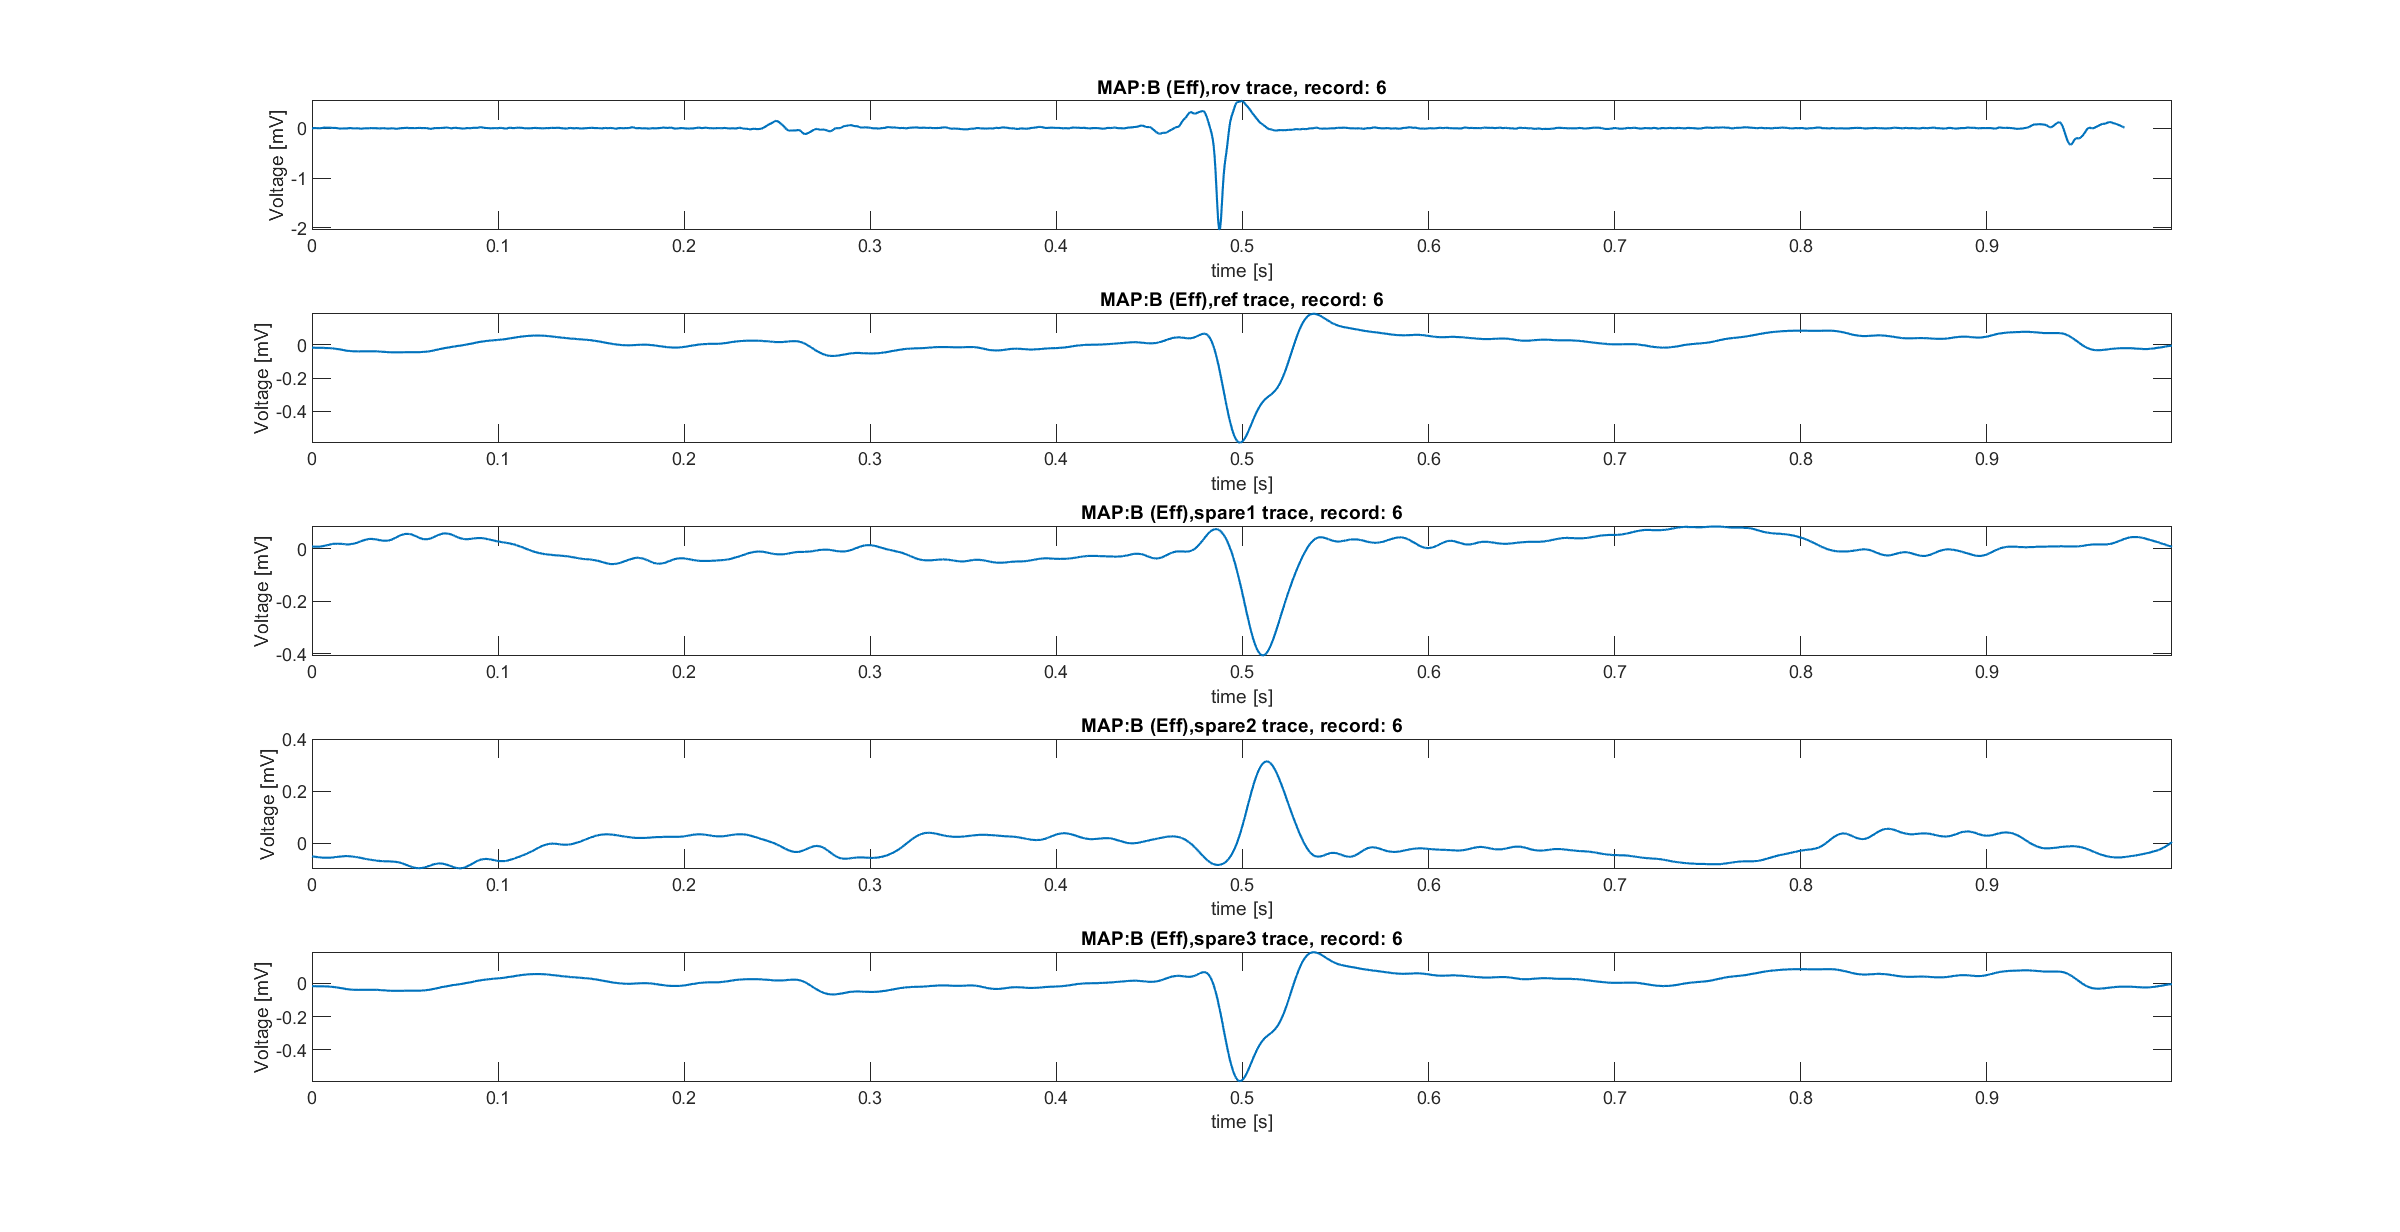 MAP:B (Eff),rov trace, record: 6
Voltage [mV]
0
-1
-2
0 0.1 0.2 0.3 0.4 0.5 0.6 0.7 0.8 0.9
time [s]
MAP:B (Eff),ref trace, record: 6
Voltage [mV]
0
-0.2
-0.4
0 0.1 0.2 0.3 0.4 0.5 0.6 0.7 0.8 0.9
time [s]
MAP:B (Eff),spare1 trace, record: 6
Voltage [mV]
0
-0.2
-0.4
0 0.1 0.2 0.3 0.4 0.5 0.6 0.7 0.8 0.9
time [s]
MAP:B (Eff),spare2 trace, record: 6
Voltage [mV]
0.4
0.2
0
0 0.1 0.2 0.3 0.4 0.5 0.6 0.7 0.8 0.9
time [s]
MAP:B (Eff),spare3 trace, record: 6
Voltage [mV]
0
-0.2
-0.4
0 0.1 0.2 0.3 0.4 0.5 0.6 0.7 0.8 0.9
time [s]